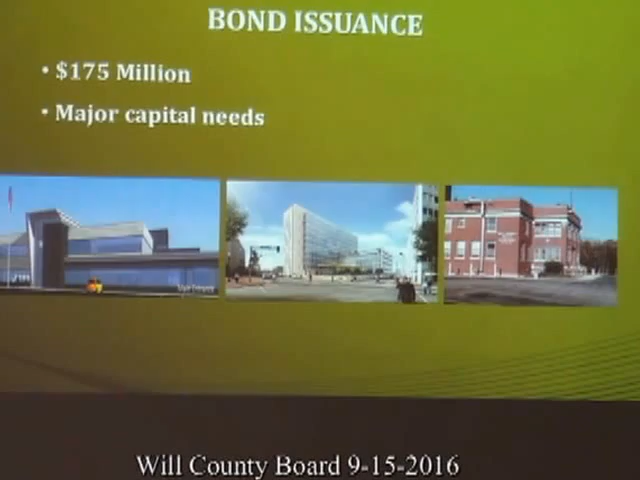 BOND ISSUANCE
• $175 Million
• Major capital needs
Will County Board 9-15-2016